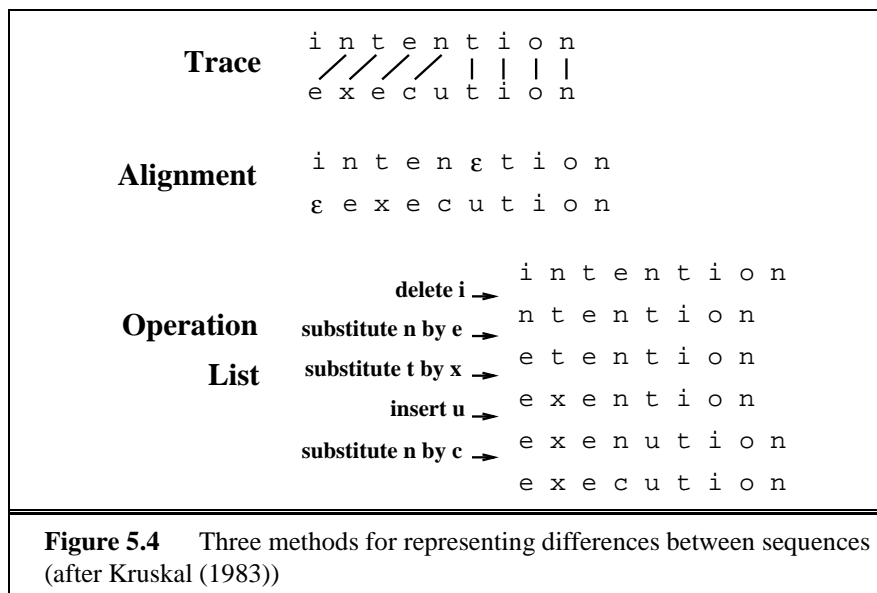 i n t e n t i o n
Trace
e x e c u t i o n
i n t e n ε t i o n
Alignment
ε e x e c u t i o n
i n t e n t i o n
delete i →
n t e n t i o n
Operation
substitute n by e →
e t e n t i o n
List
substitute t by x →
e x e n t i o n
insert u →
e x e n u t i o n
substitute n by c →
e x e c u t i o n
Figure 5.4 Three methods for representing differences between sequences
(after Kruskal (1983))